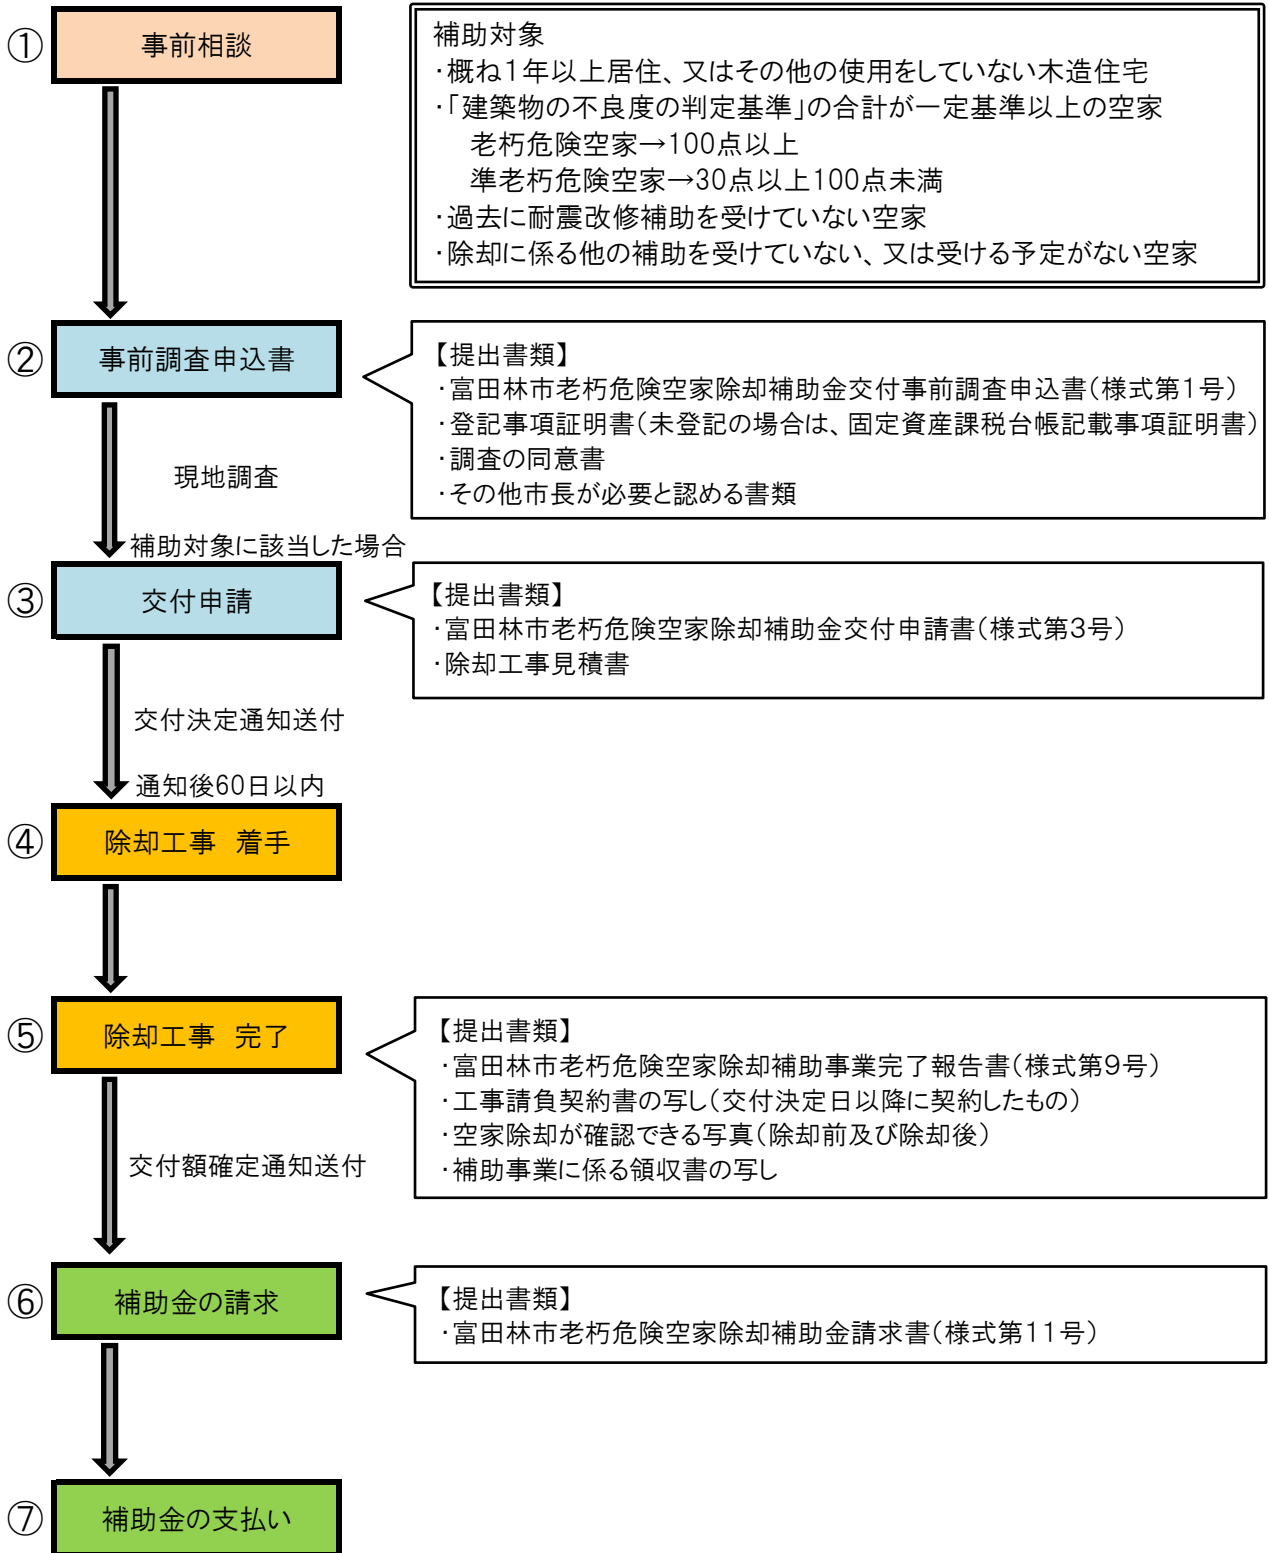 ① 事前相談
補助対象
・概ね1年以上居住、又はその他の使用をしていない木造住宅
・「建築物の不良度の判定基準」の合計が一定基準以上の空家
老朽危険空家→100点以上
準老朽危険空家→30点以上100点未満
・過去に耐震改修補助を受けていない空家
・除却に係る他の補助を受けていない、又は受ける予定がない空家
② 事前調査申込書
【提出書類】
・富田林市老朽危険空家除却補助金交付事前調査申込書(様式第1号)
・登記事項証明書(未登記の場合は、固定資産課税台帳記載事項証明書)
・調査の同意書
・その他市長が必要と認める書類
現地調査
補助対象に該当した場合
③ 交付申請
【提出書類】
・富田林市老朽危険空家除却補助金交付申請書(様式第3号)
・除却工事見積書
交付決定通知送付
通知後60日以内
④ 除却工事 着手
⑤ 除却工事 完了
【提出書類】
・富田林市老朽危険空家除却補助事業完了報告書(様式第9号)
・工事請負契約書の写し(交付決定日以降に契約したもの)
・空家除却が確認できる写真(除却前及び除却後)
・補助事業に係る領収書の写し
交付額確定通知送付
⑥ 補助金の請求
【提出書類】
・富田林市老朽危険空家除却補助金請求書(様式第11号)
⑦ 補助金の支払い